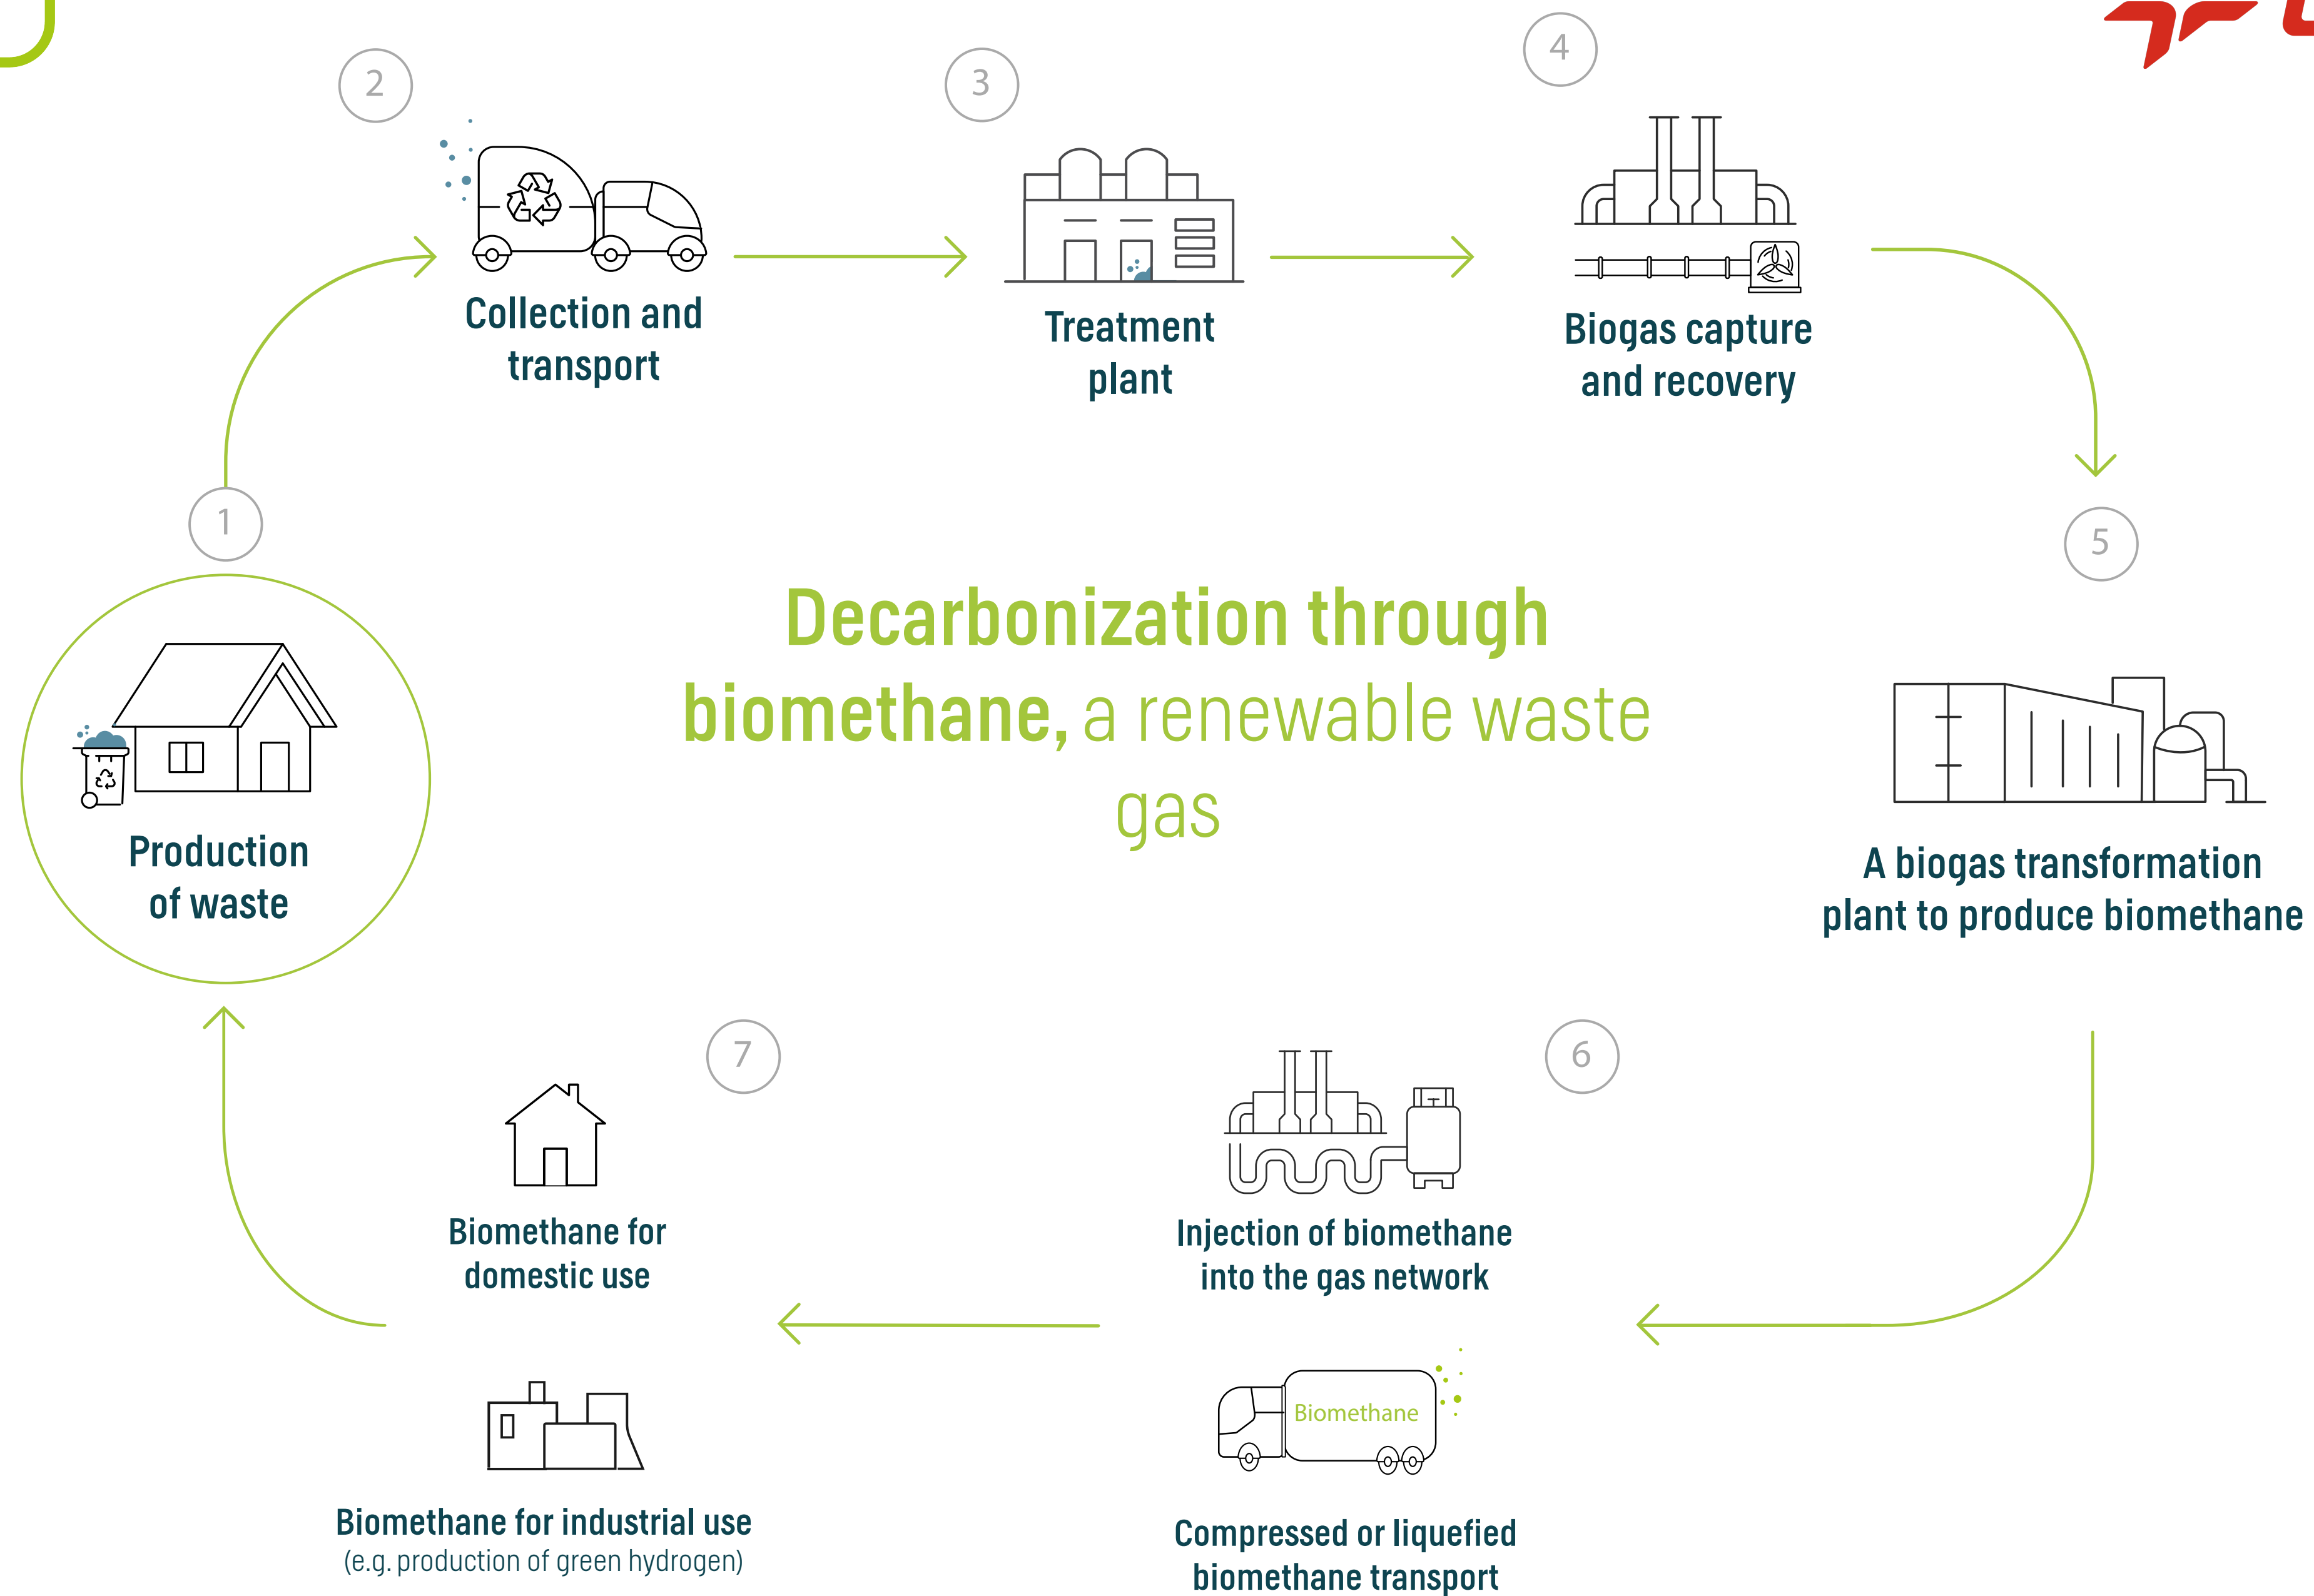 2
Collection and
transport
3
Treatment
plant
4
Biogas capture
and recovery
1
Production
of waste
Decarbonization through
biomethane, a renewable waste
gas
5
A biogas transformation
plant to produce biomethane
7
Biomethane for
domestic use
Biomethane for industrial use
(e.g. production of green hydrogen)
6
Injection of biomethane
into the gas network
Biomethane
Compressed or liquefied
biomethane transport